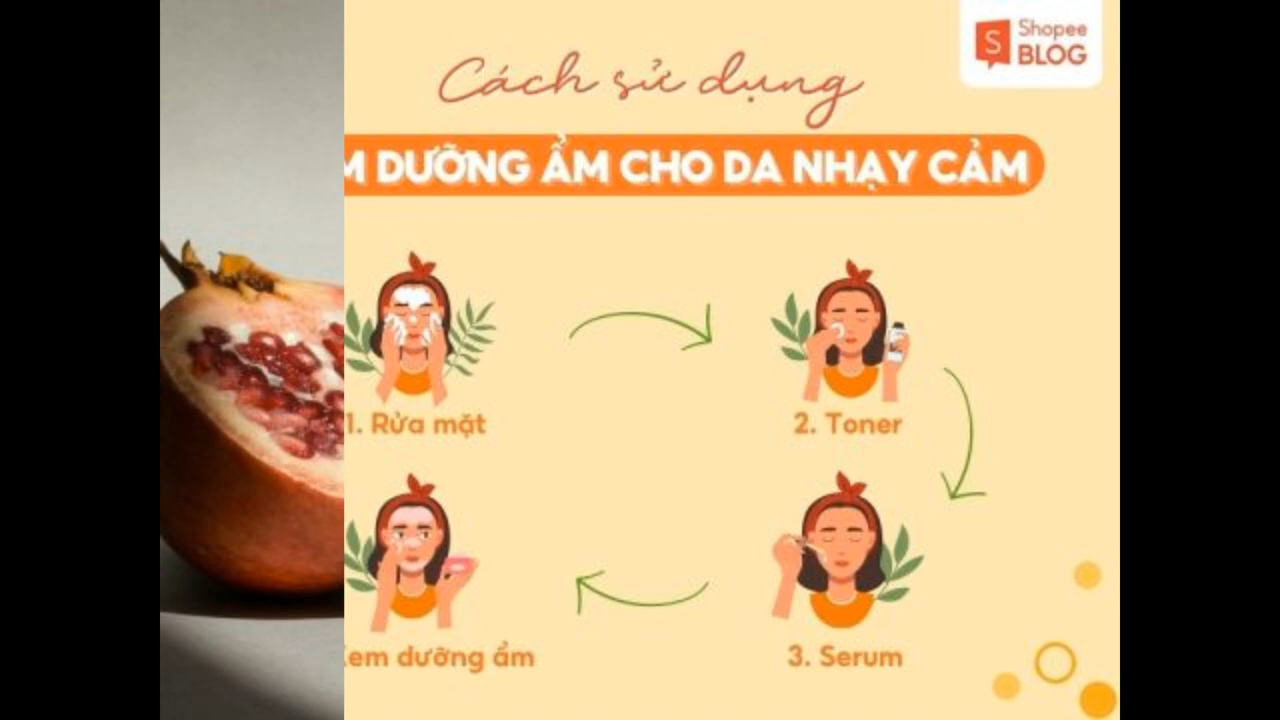 Shopee
BLOG
Cách sử dụng
M DƯỠNG ẨM CHO DA NHẠY CẢM
1. Rửa mặt
2. Toner
3. Serum
dưỡng ẩm